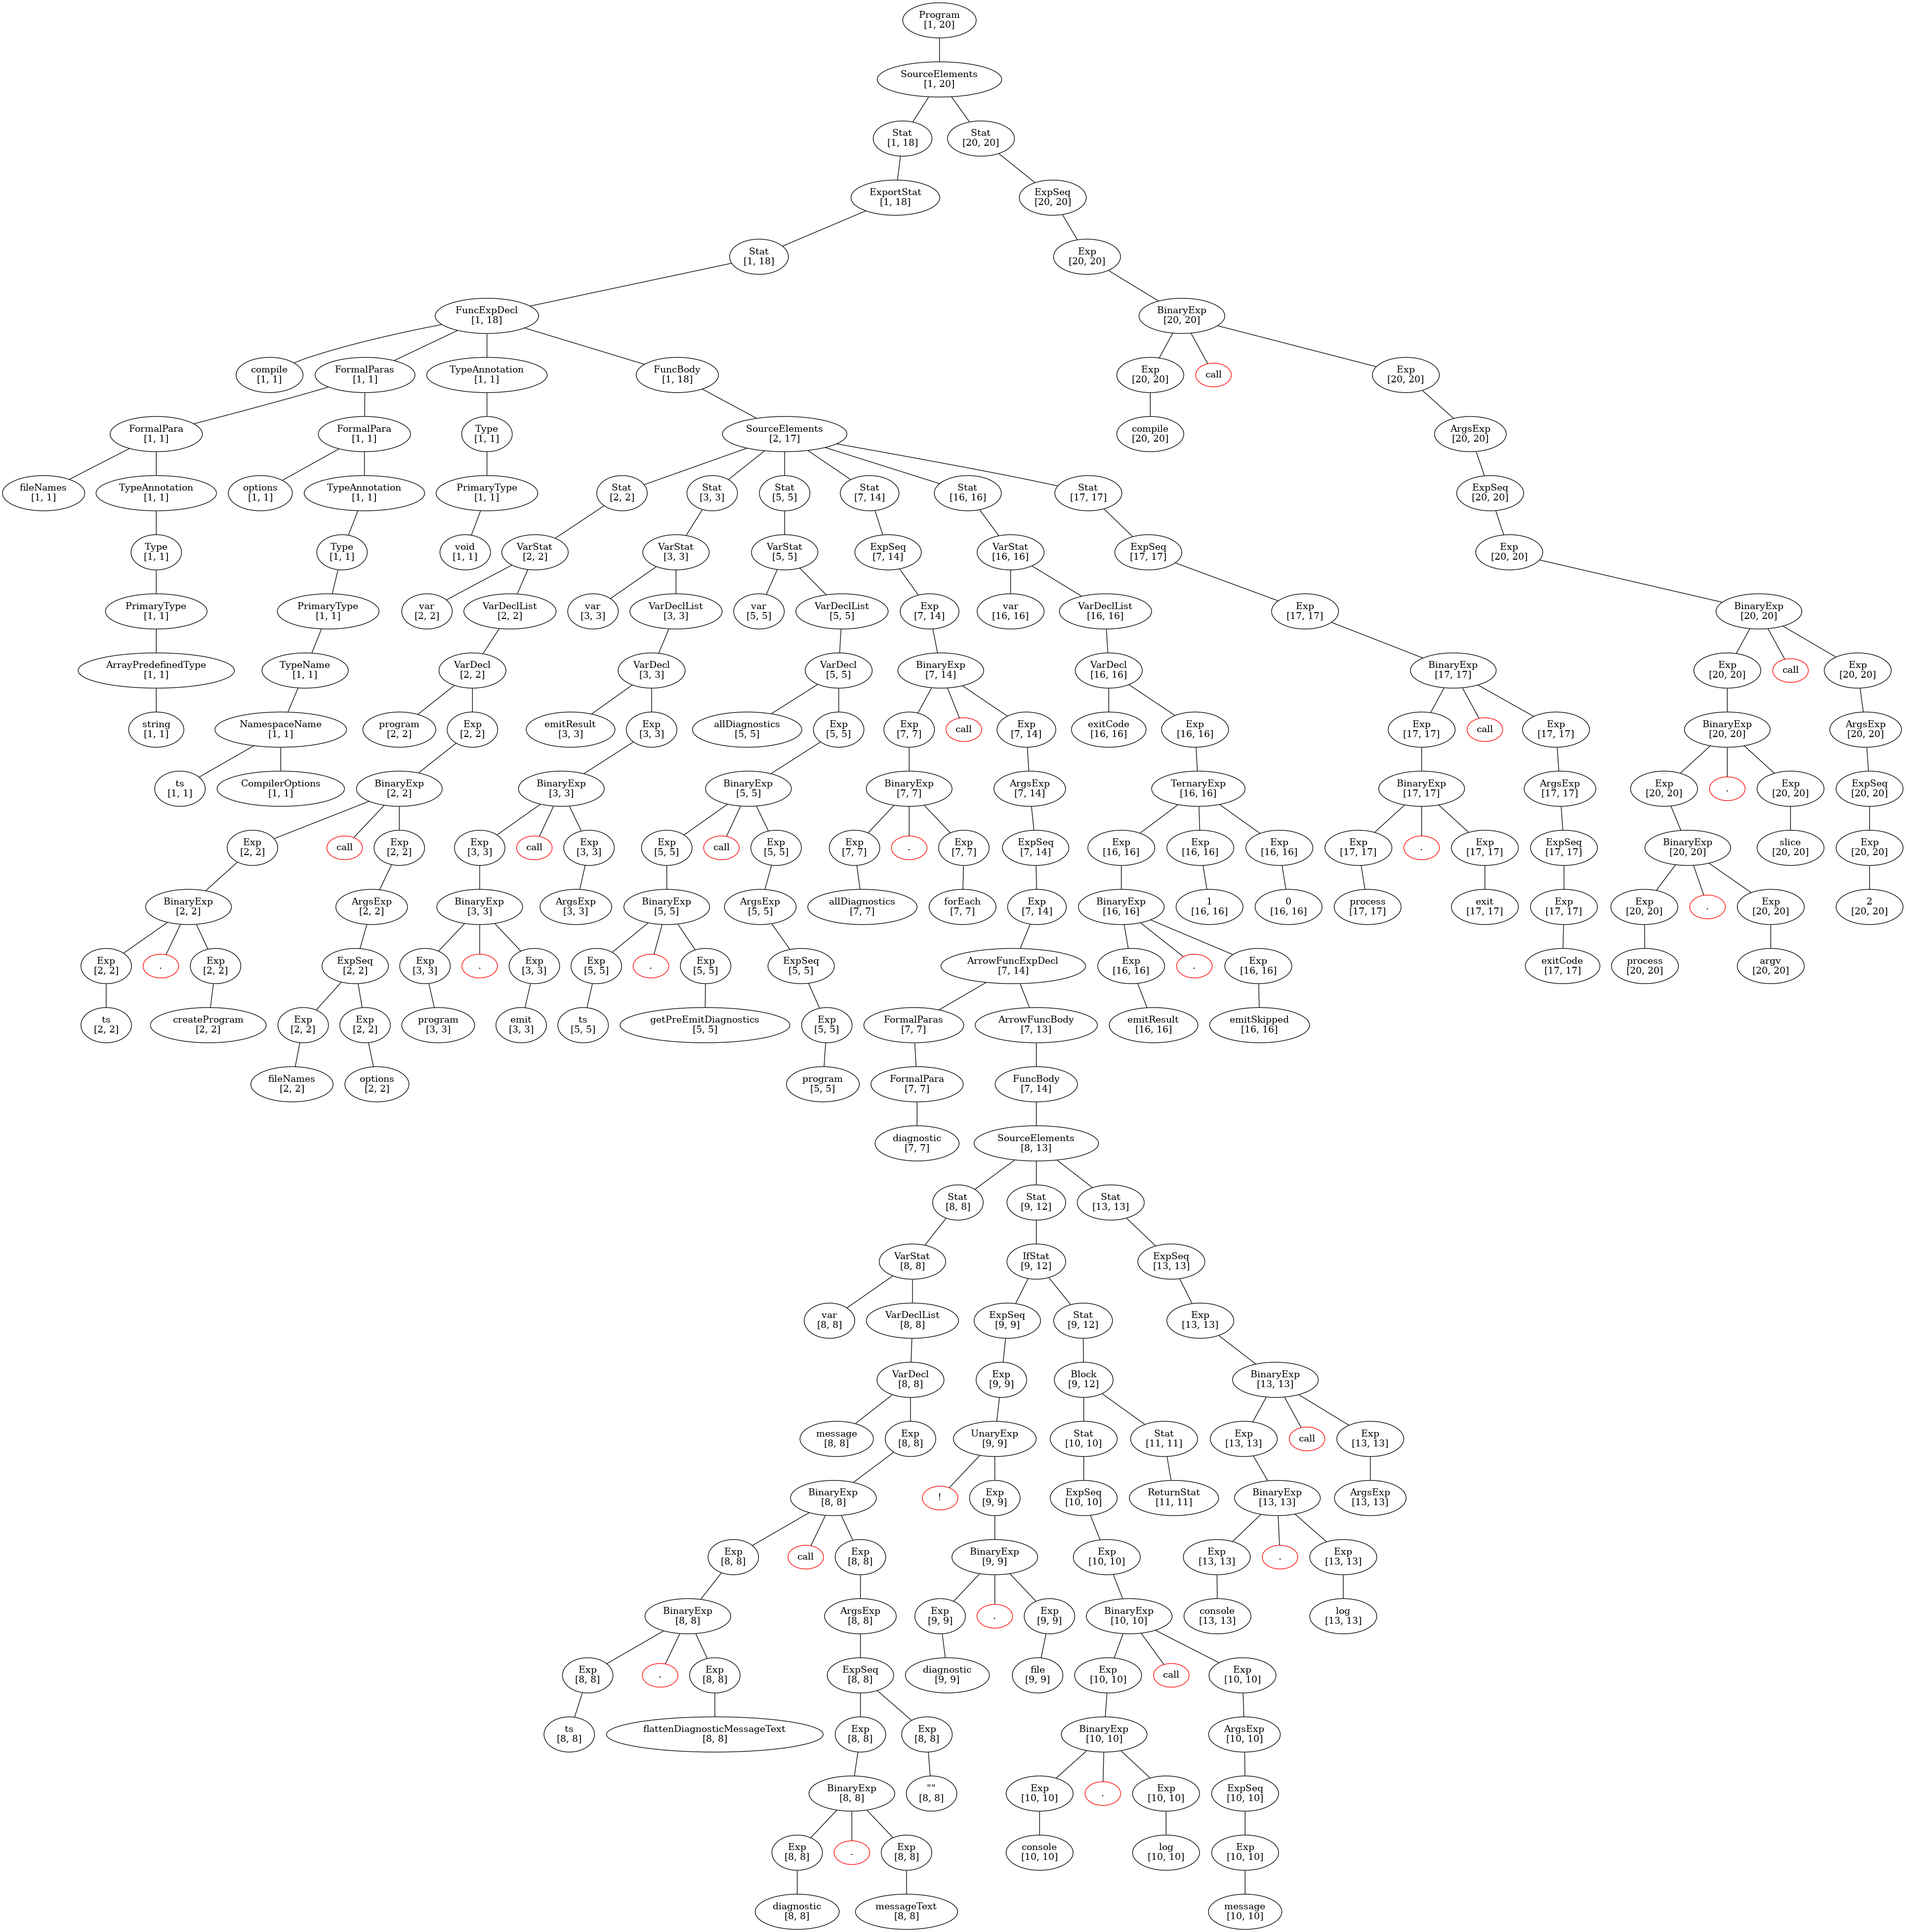 Program
[1, 20]
SourceElements
[1, 20]
Stat
[1, 18]
Stat
[20, 20]
ExportStat
[1, 18]
ExpSeq
[20, 20]
Stat
[1, 18]
Exp
[20, 20]
FuncExpDecl
[1, 18]
BinaryExp
[20, 20]
compile
[1, 1]
FormalParas
[1, 1]
TypeAnnotation
[1, 1]
FuncBody
[1, 18]
Exp
[20, 20]
call
Exp
[20, 20]
FormalPara
[1, 1]
FormalPara
[1, 1]
Type
[1, 1]
SourceElements
[2, 17]
compile
[20, 20]
ArgsExp
[20, 20]
fileNames
[1, 1]
TypeAnnotation
[1, 1]
options
[1, 1]
TypeAnnotation
[1, 1]
PrimaryType
[1, 1]
Stat
[2, 2]
Stat
[3, 3]
Stat
[5, 5]
Stat
[7, 14]
Stat
[16, 16]
Stat
[17, 17]
ExpSeq
[20, 20]
Type
[1, 1]
Type
[1, 1]
void
[1, 1]
VarStat
[2, 2]
VarStat
[3, 3]
VarStat
[5, 5]
ExpSeq
[7, 14]
VarStat
[16, 16]
ExpSeq
[17, 17]
Exp
[20, 20]
PrimaryType
[1, 1]
PrimaryType
[1, 1]
var
[2, 2]
VarDeclList
[2, 2]
var
[3, 3]
VarDeclList
[3, 3]
var
[5, 5]
VarDeclList
[5, 5]
Exp
[7, 14]
var
[16, 16]
VarDeclList
[16, 16]
Exp
[17, 17]
BinaryExp
[20, 20]
ArrayPredefinedType
[1, 1]
TypeName
[1, 1]
VarDecl
[2, 2]
VarDecl
[3, 3]
VarDecl
[5, 5]
BinaryExp
[7, 14]
VarDecl
[16, 16]
BinaryExp
[17, 17]
Exp
[20, 20]
call
Exp
[20, 20]
string
[1, 1]
NamespaceName
[1, 1]
program
[2, 2]
Exp
[2, 2]
emitResult
[3, 3]
Exp
[3, 3]
allDiagnostics
[5, 5]
Exp
[5, 5]
Exp
[7, 7]
call
Exp
[7, 14]
exitCode
[16, 16]
Exp
[16, 16]
Exp
[17, 17]
call
Exp
[17, 17]
BinaryExp
[20, 20]
ArgsExp
[20, 20]
ts
[1, 1]
CompilerOptions
[1, 1]
BinaryExp
[2, 2]
BinaryExp
[3, 3]
BinaryExp
[5, 5]
BinaryExp
[7, 7]
ArgsExp
[7, 14]
TernaryExp
[16, 16]
BinaryExp
[17, 17]
ArgsExp
[17, 17]
Exp
[20, 20]
.
Exp
[20, 20]
ExpSeq
[20, 20]
Exp
[2, 2]
call
Exp
[2, 2]
Exp
[3, 3]
call
Exp
[3, 3]
Exp
[5, 5]
call
Exp
[5, 5]
Exp
[7, 7]
.
Exp
[7, 7]
ExpSeq
[7, 14]
Exp
[16, 16]
Exp
[16, 16]
Exp
[16, 16]
Exp
[17, 17]
.
Exp
[17, 17]
ExpSeq
[17, 17]
BinaryExp
[20, 20]
slice
[20, 20]
Exp
[20, 20]
BinaryExp
[2, 2]
ArgsExp
[2, 2]
BinaryExp
[3, 3]
ArgsExp
[3, 3]
BinaryExp
[5, 5]
ArgsExp
[5, 5]
allDiagnostics
[7, 7]
forEach
[7, 7]
Exp
[7, 14]
BinaryExp
[16, 16]
1
[16, 16]
0
[16, 16]
process
[17, 17]
exit
[17, 17]
Exp
[17, 17]
Exp
[20, 20]
.
Exp
[20, 20]
2
[20, 20]
Exp
[2, 2]
.
Exp
[2, 2]
ExpSeq
[2, 2]
Exp
[3, 3]
.
Exp
[3, 3]
Exp
[5, 5]
.
Exp
[5, 5]
ExpSeq
[5, 5]
ArrowFuncExpDecl
[7, 14]
Exp
[16, 16]
.
Exp
[16, 16]
exitCode
[17, 17]
process
[20, 20]
argv
[20, 20]
ts
[2, 2]
createProgram
[2, 2]
Exp
[2, 2]
Exp
[2, 2]
program
[3, 3]
emit
[3, 3]
ts
[5, 5]
getPreEmitDiagnostics
[5, 5]
Exp
[5, 5]
FormalParas
[7, 7]
ArrowFuncBody
[7, 13]
emitResult
[16, 16]
emitSkipped
[16, 16]
fileNames
[2, 2]
options
[2, 2]
program
[5, 5]
FormalPara
[7, 7]
FuncBody
[7, 14]
diagnostic
[7, 7]
SourceElements
[8, 13]
Stat
[8, 8]
Stat
[9, 12]
Stat
[13, 13]
VarStat
[8, 8]
IfStat
[9, 12]
ExpSeq
[13, 13]
var
[8, 8]
VarDeclList
[8, 8]
ExpSeq
[9, 9]
Stat
[9, 12]
Exp
[13, 13]
VarDecl
[8, 8]
Exp
[9, 9]
Block
[9, 12]
BinaryExp
[13, 13]
message
[8, 8]
Exp
[8, 8]
UnaryExp
[9, 9]
Stat
[10, 10]
Stat
[11, 11]
Exp
[13, 13]
call
Exp
[13, 13]
BinaryExp
[8, 8]
!
Exp
[9, 9]
ExpSeq
[10, 10]
ReturnStat
[11, 11]
BinaryExp
[13, 13]
ArgsExp
[13, 13]
Exp
[8, 8]
call
Exp
[8, 8]
BinaryExp
[9, 9]
Exp
[10, 10]
Exp
[13, 13]
.
Exp
[13, 13]
BinaryExp
[8, 8]
ArgsExp
[8, 8]
Exp
[9, 9]
.
Exp
[9, 9]
BinaryExp
[10, 10]
console
[13, 13]
log
[13, 13]
Exp
[8, 8]
.
Exp
[8, 8]
ExpSeq
[8, 8]
diagnostic
[9, 9]
file
[9, 9]
Exp
[10, 10]
call
Exp
[10, 10]
ts
[8, 8]
flattenDiagnosticMessageText
[8, 8]
Exp
[8, 8]
Exp
[8, 8]
BinaryExp
[10, 10]
ArgsExp
[10, 10]
BinaryExp
[8, 8]
""
[8, 8]
Exp
[10, 10]
.
Exp
[10, 10]
ExpSeq
[10, 10]
Exp
[8, 8]
.
Exp
[8, 8]
console
[10, 10]
log
[10, 10]
Exp
[10, 10]
diagnostic
[8, 8]
messageText
[8, 8]
message
[10, 10]